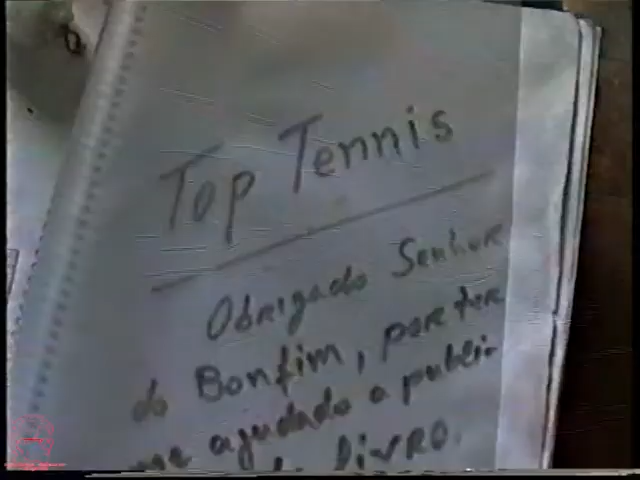 Top Tennis
Obrigado Senhor
do Bonfim, por ter
me ajudado a publi-
livro.